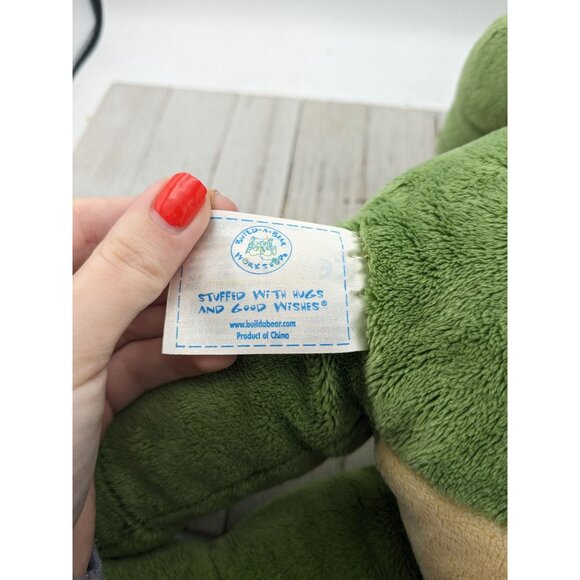 BUILD-A-BEAR
WORKSHOP®
STUFFED WITH HUGS
AND GOOD WISHES®
www.buildabear.com
Product of China